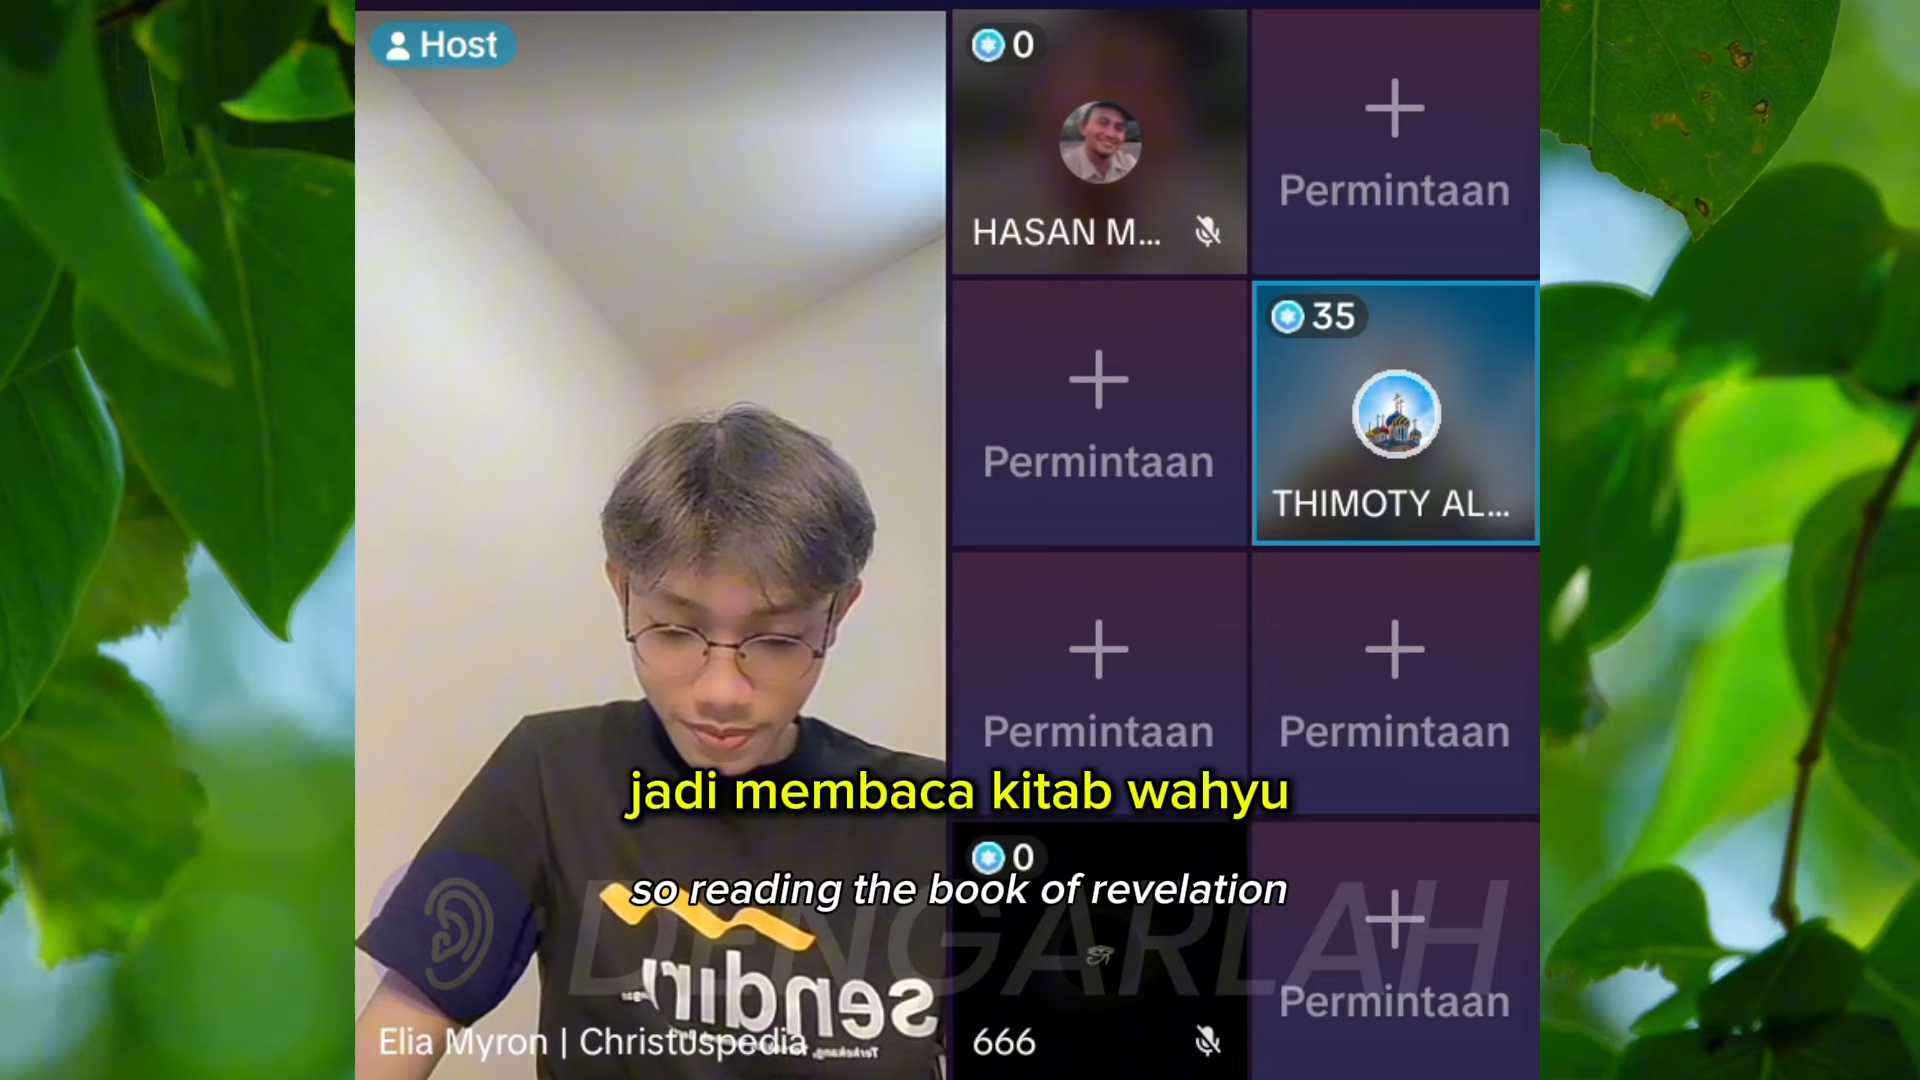 Host
0
HASAN M...
Permintaan
Permintaan
35
THIMOTY AL...
Permintaan
Permintaan
jadi membaca kitab wahyu
0
so reading the book of revelation
DENGARLAH
sendiri
Permintaan
Elia Myron | Christuspedia
666